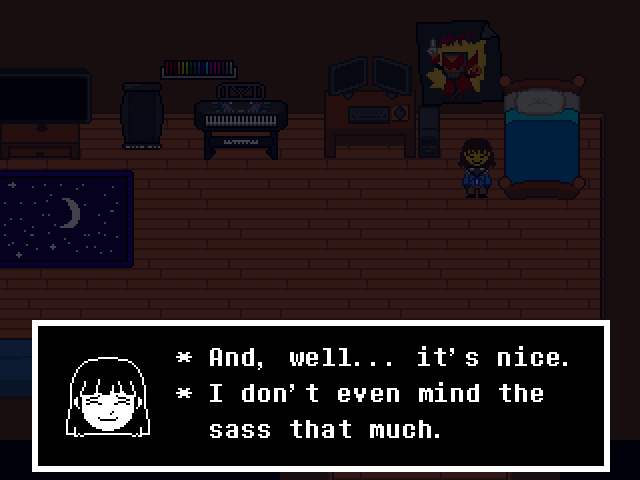 * And, well... it's nice.
* I don't even mind the
sass that much.